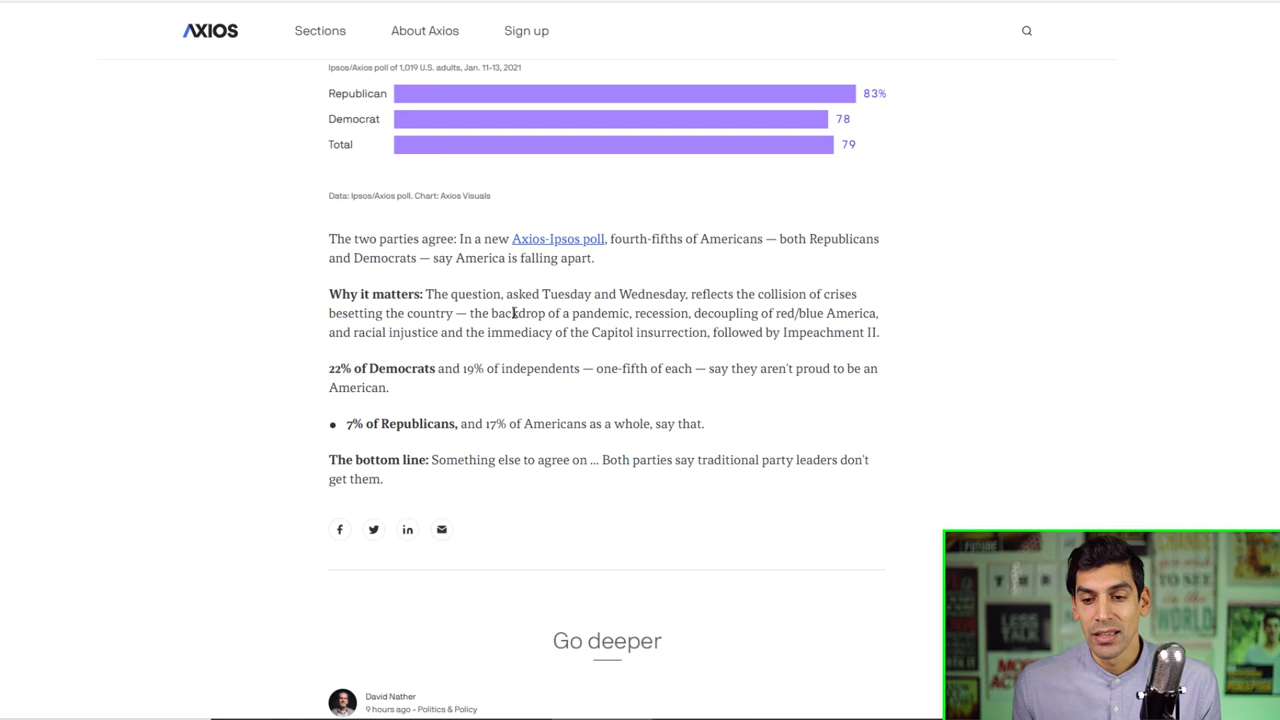 AXIOS Sections About Axios Sign up
Ipsos/Axios poll of 1,019 U.S. adults, Jan. 11-13, 2021
Republican 83%
Democrat 78
Total 79
Data: Ipsos/Axios poll. Chart: Axios Visuals
The two parties agree: In a new Axios-Ipsos poll, fourth-fifths of Americans — both Republicans
and Democrats — say America is falling apart.
Why it matters: The question, asked Tuesday and Wednesday, reflects the collision of crises
besetting the country — the backdrop of a pandemic, recession, decoupling of red/blue America,
and racial injustice and the immediacy of the Capitol insurrection, followed by Impeachment II.
22% of Democrats and 19% of independents — one-fifth of each — say they aren't proud to be an
American.
• 7% of Republicans, and 17% of Americans as a whole, say that.
The bottom line: Something else to agree on ... Both parties say traditional party leaders don't
get them.
Go deeper
David Nather
9 hours ago - Politics & Policy
FUTURE
TO SEE
WORLD
LESS
TALK